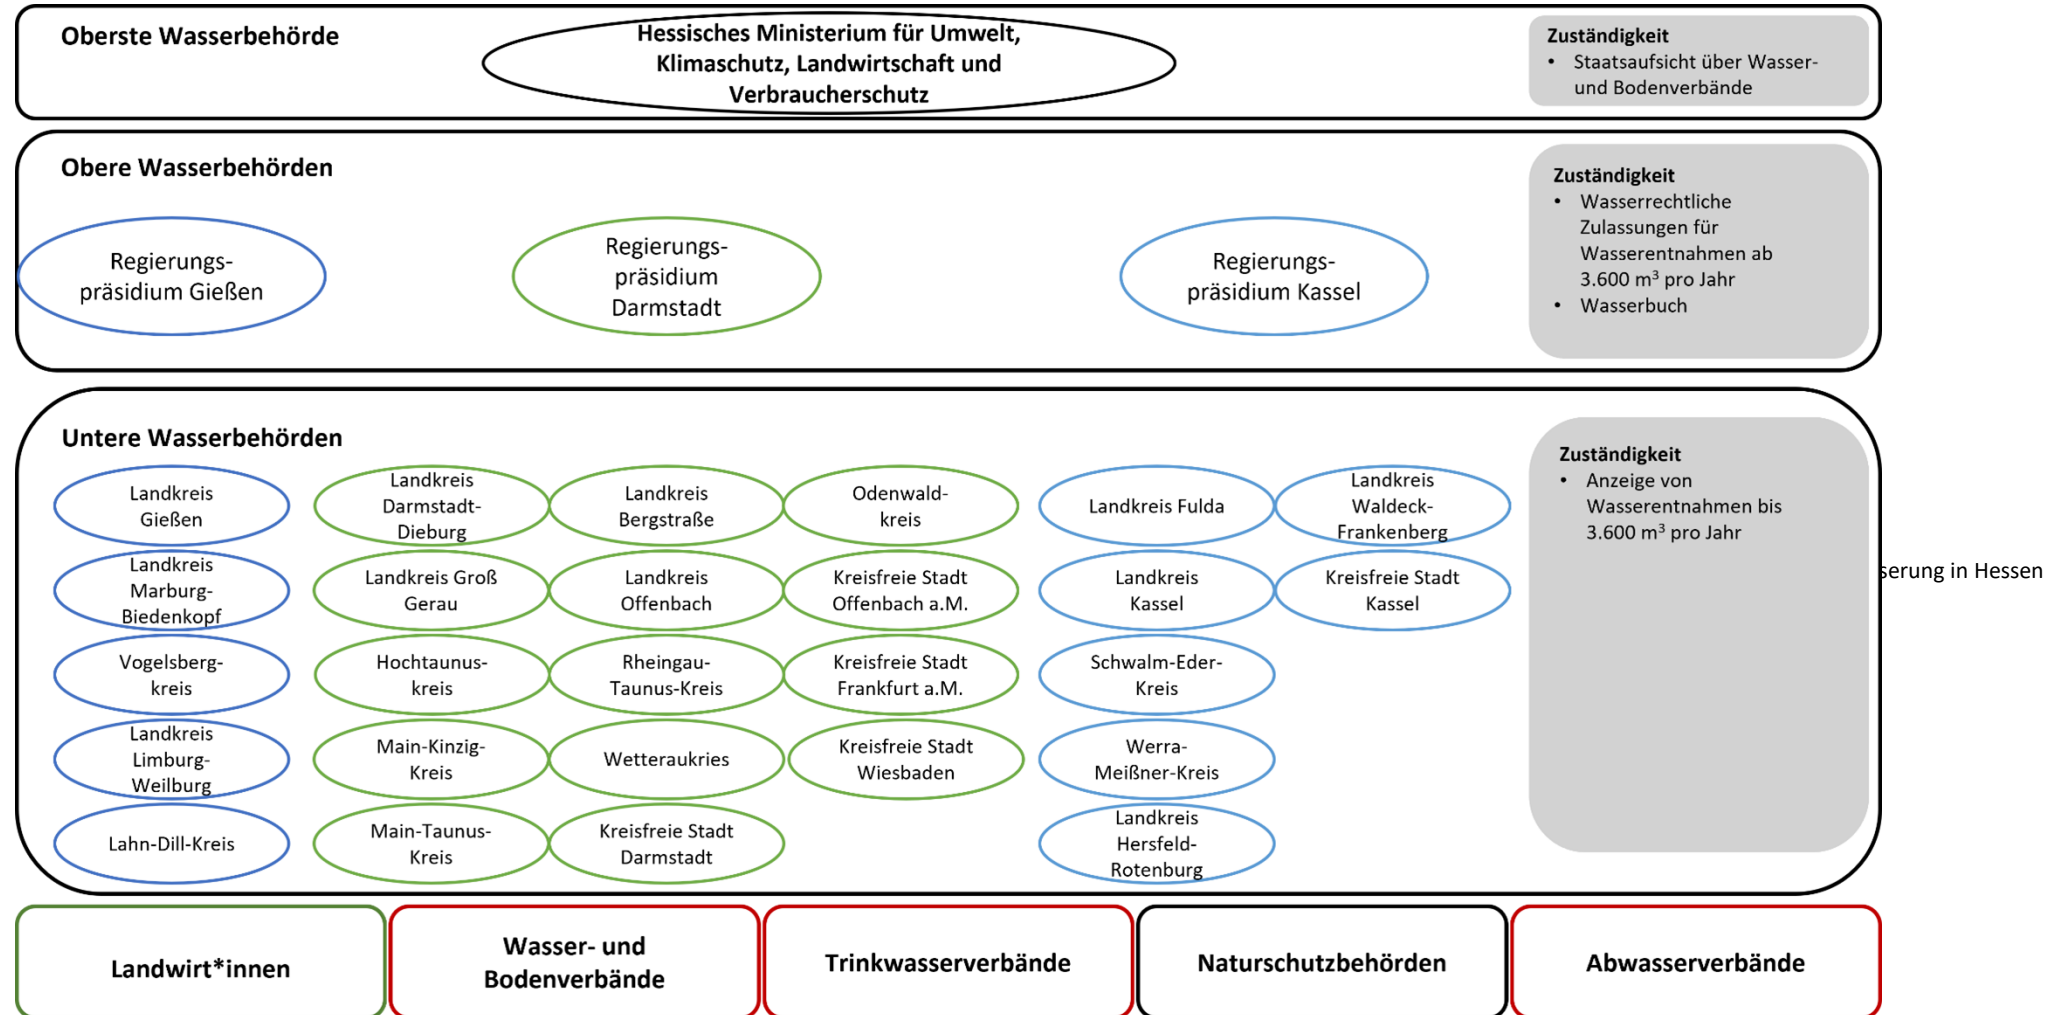 Oberste Wasserbehörde
Hessisches Ministerium für Umwelt,
Klimaschutz, Landwirtschaft und
Verbraucherschutz
Zuständigkeit
• Staatsaufsicht über Wasser-
und Bodenverbände
Obere Wasserbehörden
Regierungs-
präsidium Gießen
Regierungs-
präsidium
Darmstadt
Regierungs-
präsidium Kassel
Zuständigkeit
• Wasserrechtliche
Zulassungen für
Wasserentnahmen ab
3.600 m³ pro Jahr
• Wasserbuch
Untere Wasserbehörden
Landkreis
Gießen
Landkreis
Darmstadt-
Dieburg
Landkreis
Bergstraße
Odenwald-
kreis
Landkreis Fulda
Landkreis
Waldeck-
Frankenberg
Landkreis
Marburg-
Biedenkopf
Landkreis Groß
Gerau
Landkreis
Offenbach
Kreisfreie Stadt
Offenbach a.M.
Landkreis
Kassel
Kreisfreie Stadt
Kassel
Vogelsberg-
kreis
Hochtaunus-
kreis
Rheingau-
Taunus-Kreis
Kreisfreie Stadt
Frankfurt a.M.
Schwalm-Eder-
Kreis
Landkreis
Limburg-
Weilburg
Main-Kinzig-
Kreis
Wetteraukries
Kreisfreie Stadt
Wiesbaden
Werra-
Meißner-Kreis
Lahn-Dill-Kreis
Main-Taunus-
Kreis
Kreisfreie Stadt
Darmstadt
Landkreis
Hersfeld-
Rotenburg
Zuständigkeit
• Anzeige von
Wasserentnahmen bis
3.600 m³ pro Jahr
serung in Hessen
Landwirt*innen
Wasser- und
Bodenverbände
Trinkwasserverbände
Naturschutzbehörden
Abwasserverbände